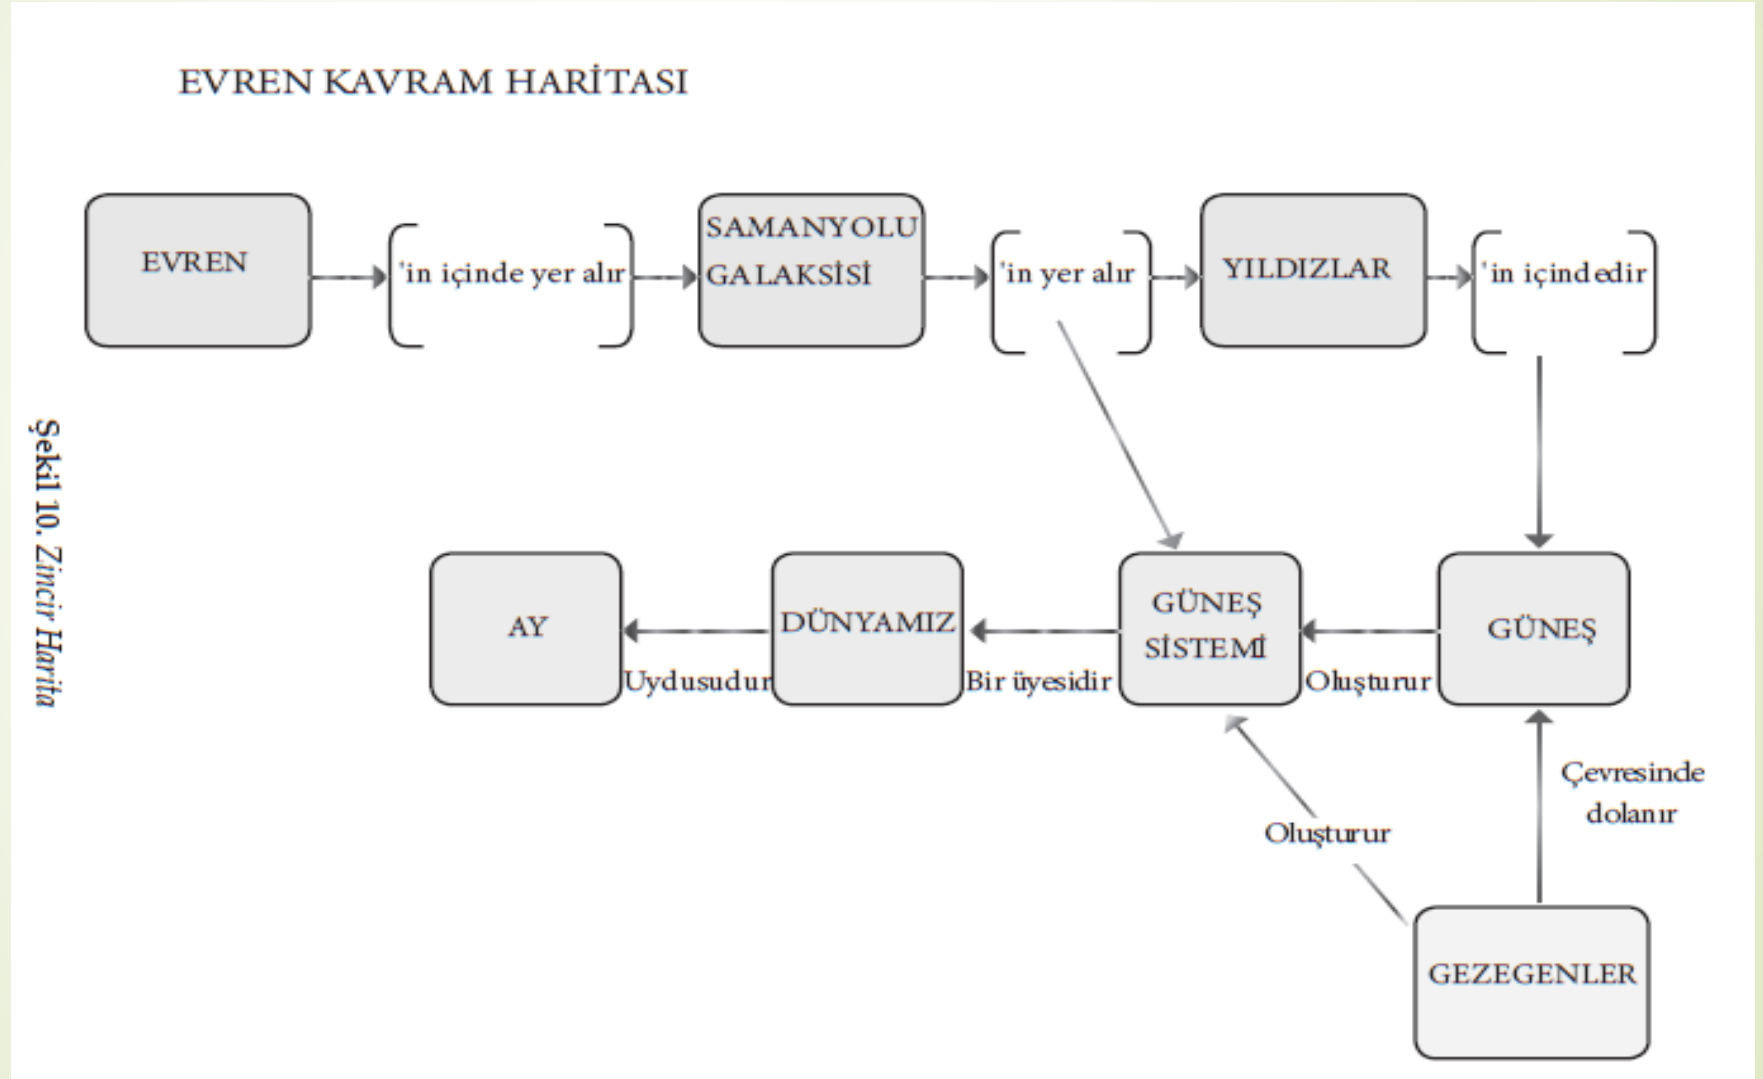 EVREN KAVRAM HARİTASI
EVREN
'in içinde yer alır
SAMANYOLU
GALAKSİSİ
'in yer alır
YILDIZLAR
'in içindedir
Şekil 10. Zincir Harita
AY
Uydusudur
DÜNYAMIZ
Bir üyesidir
GÜNEŞ
SİSTEMİ
Oluşturur
GÜNEŞ
Çevresinde
dolanır
Oluşturur
GEZEGENLER